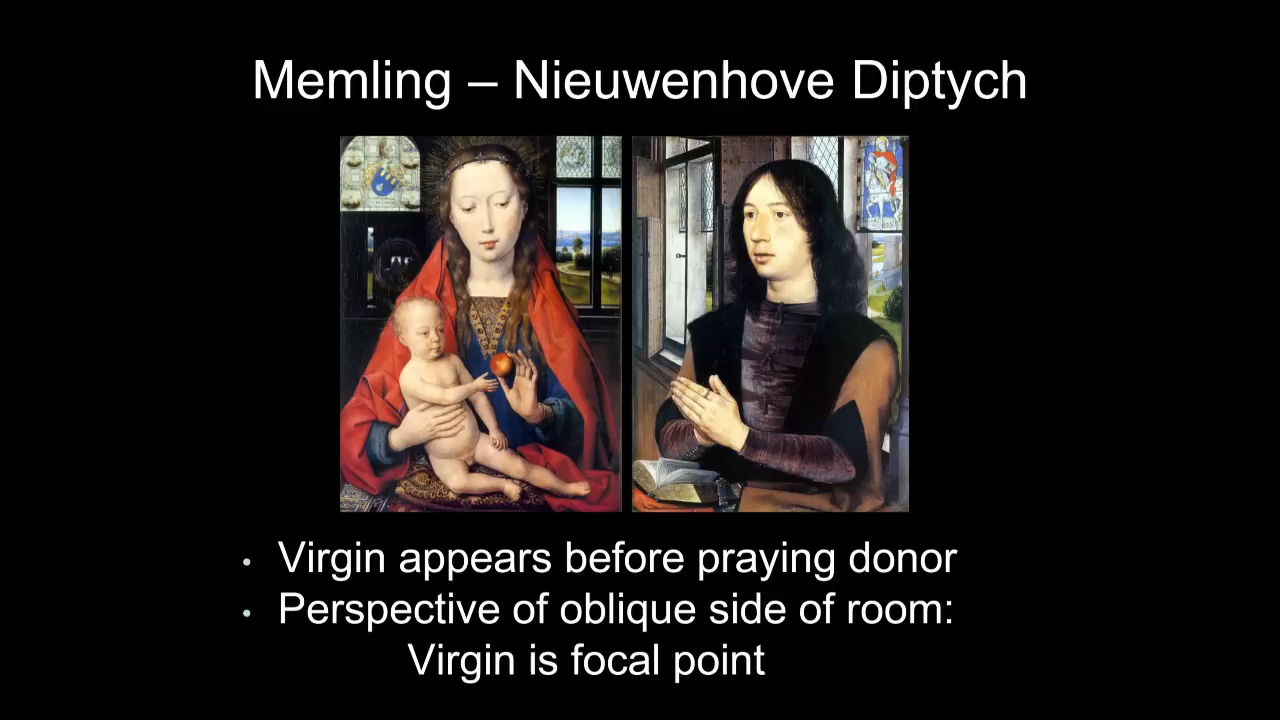 Memling – Nieuwenhove Diptych
• Virgin appears before praying donor
• Perspective of oblique side of room:
Virgin is focal point